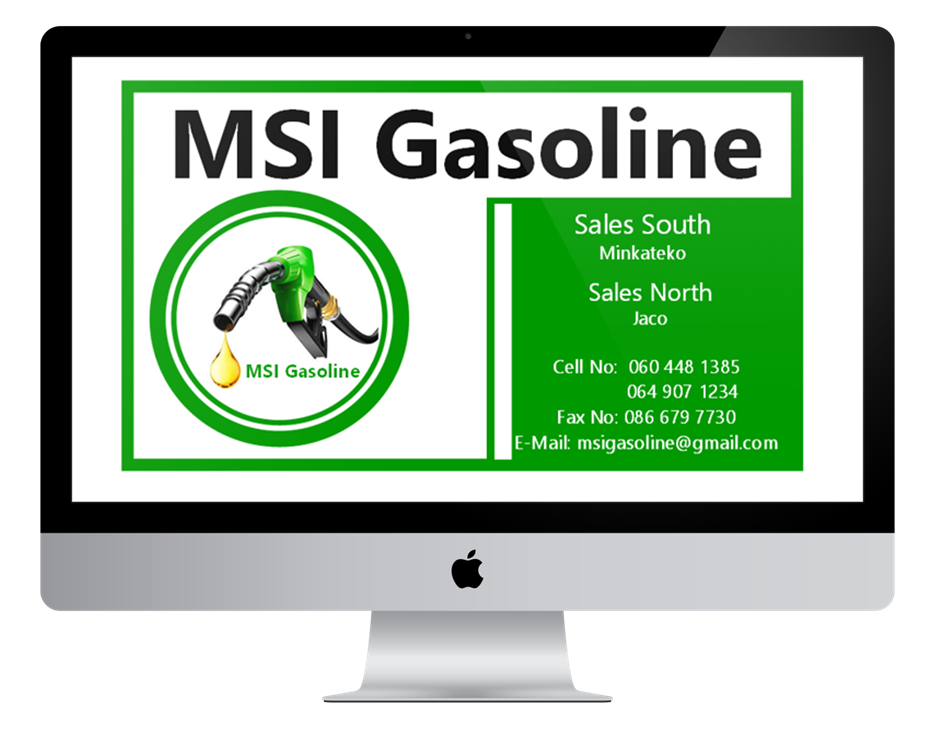 MSI Gasoline
MSI Gasoline
Sales South
Minkateko
Sales North
Jaco
Cell No: 060 448 1385
064 907 1234
Fax No: 086 679 7730
E-Mail: msigasoline@gmail.com